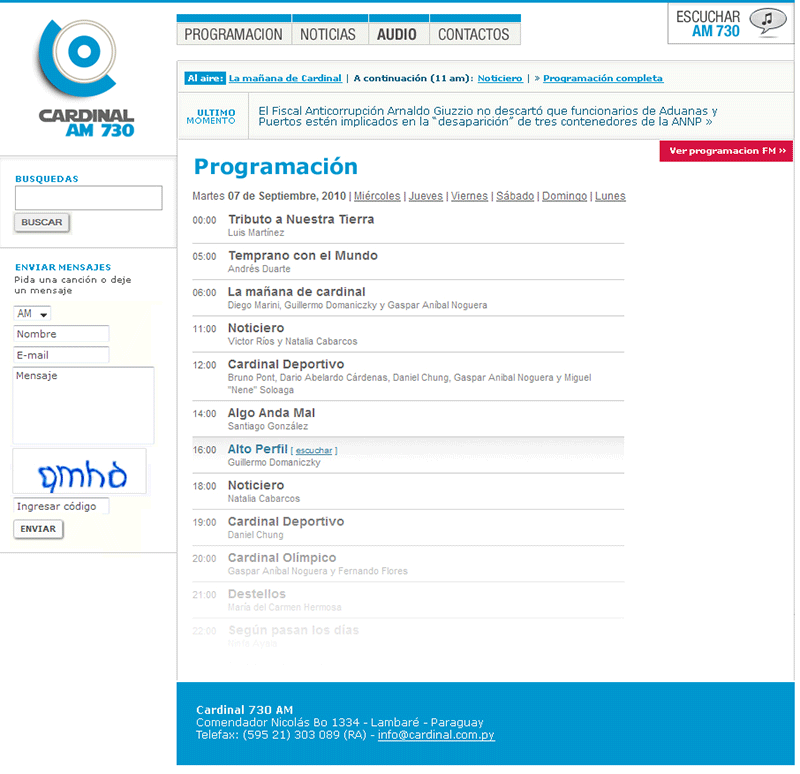 PROGRAMACION NOTICIAS AUDIO CONTACTOS
ESCUCHAR
AM 730
CARDINAL
AM 730
Al aire: La mañana de Cardinal | A continuación (11 am): Noticiero | » Programación completa
ULTIMO
MOMENTO
El Fiscal Anticorrupción Arnaldo Giuzzio no descartó que funcionarios de Aduanas y
Puertos estén implicados en la "desaparición" de tres contenedores de la ANNP »
Ver programacion FM »
BUSQUEDAS
BUSCAR
ENVIAR MENSAJES
Pida una canción o deje
un mensaje
AM
Nombre
E-mail
Mensaje
Ingresar código
ENVIAR
Programación
Martes 07 de Septiembre, 2010 | Miércoles | Jueves | Viernes | Sábado | Domingo | Lunes
00:00 Tributo a Nuestra Tierra
Luis Martínez
05:00 Temprano con el Mundo
Andrés Duarte
06:00 La mañana de cardinal
Diego Marini, Guillermo Domaniczky y Gaspar Aníbal Noguera
11:00 Noticiero
Victor Ríos y Natalia Cabarcos
12:00 Cardinal Deportivo
Bruno Pont, Dario Abelardo Cárdenas, Daniel Chung, Gaspar Anibal Noguera y Miguel
"Nene" Soloaga
14:00 Algo Anda Mal
Santiago González
16:00 Alto Perfil [ escuchar ]
Guillermo Domaniczky
18:00 Noticiero
Natalia Cabarcos
19:00 Cardinal Deportivo
Daniel Chung
20:00 Cardinal Olímpico
Gaspar Aníbal Noguera y Fernando Flores
21:00 Destellos
María del Carmen Hermosa
22:00 Según pasan los días
Cardinal 730 AM
Comendador Nicolás Bo 1334 - Lambaré - Paraguay
Telefax: (595 21) 303 089 (RA) - info@cardinal.com.py